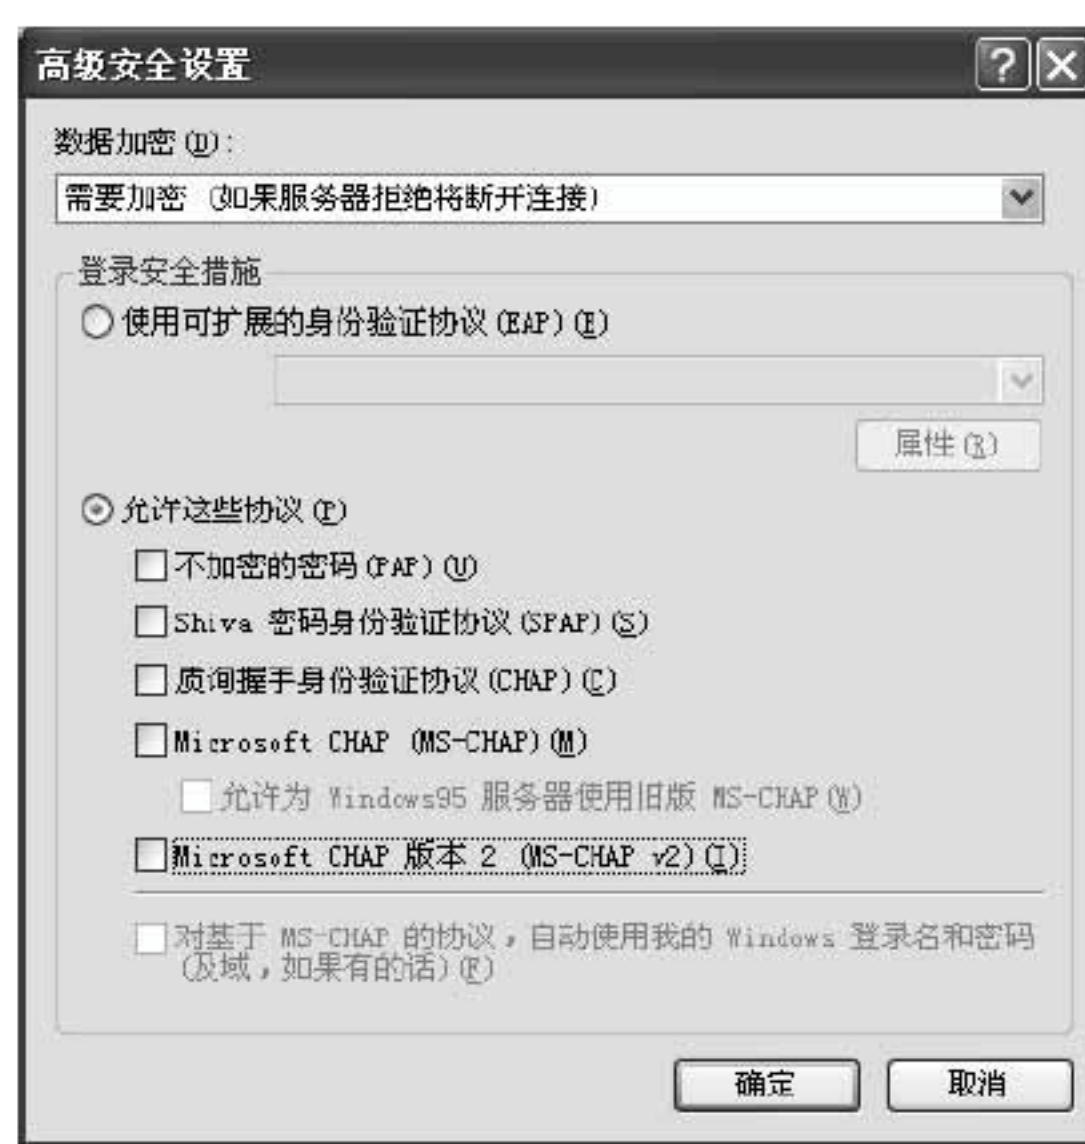 高级安全设置
数据加密(D):
需要加密 (如果服务器拒绝将断开连接)
登录安全措施
使用可扩展的身份验证协议(EAP)(E)
属性(R)
允许这些协议(P)
不加密的密码(PAP)(U)
Shiva 密码身份验证协议(SPAP)(S)
质询握手身份验证协议(CHAP)(C)
Microsoft CHAP (MS-CHAP)(M)
允许为 Windows95 服务器使用旧版 MS-CHAP(W)
Microsoft CHAP 版本 2 (MS-CHAP v2)(I)
对基于 MS-CHAP 的协议，自动使用我的 Windows 登录名和密码
(及域，如果有的话)(F)
确定 取消